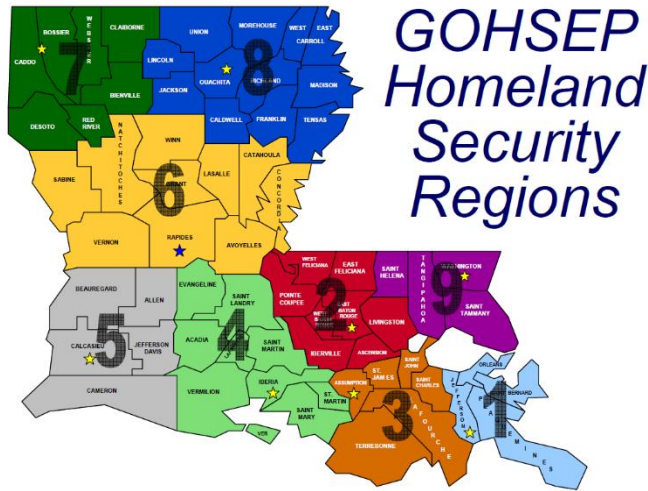 GOHSEP
Homeland
Security
Regions
BOSSIER
WEBSTER
CLAIBORNE
UNION
MOREHOUSE
WEST
EAST
CARROLL
CADDO
7
LINCOLN
OUACHITA
8
RICHLAND
MADISON
BIENVILLE
JACKSON
DESOTO
RED
RIVER
CALDWELL
FRANKLIN
TENSAS
NATCHITOCHES
WINN
CATAHOULA
SABINE
6
GRANT
LASALLE
CONCORDIA
VERNON
RAPIDES
AVOYELLES
WEST
FELICIANA
EAST
FELICIANA
SAINT
HELENA
TANGIPAHOA
WASHINGTON
9
BEAUREGARD
ALLEN
EVANGELINE
SAINT
LANDRY
POINTE
COUPEE
2
EAST
BATON
ROUGE
LIVINGSTON
SAINT
TAMMANY
CALCASIEU
5
JEFFERSON
DAVIS
ACADIA
4
SAINT
MARTIN
IBERVILLE
ASCENSION
CAMERON
VERMILION
IBERIA
ST.
MARTIN
SAINT
MARY
VER
ASSUMPTION
ST.
JAMES
SAINT
JOHN
SAINT
CHARLES
3
LAFOURCHE
TERREBONNE
ORLEANS
JEFFERSON
SAINT BERNARD
1
PLAQUEMINES